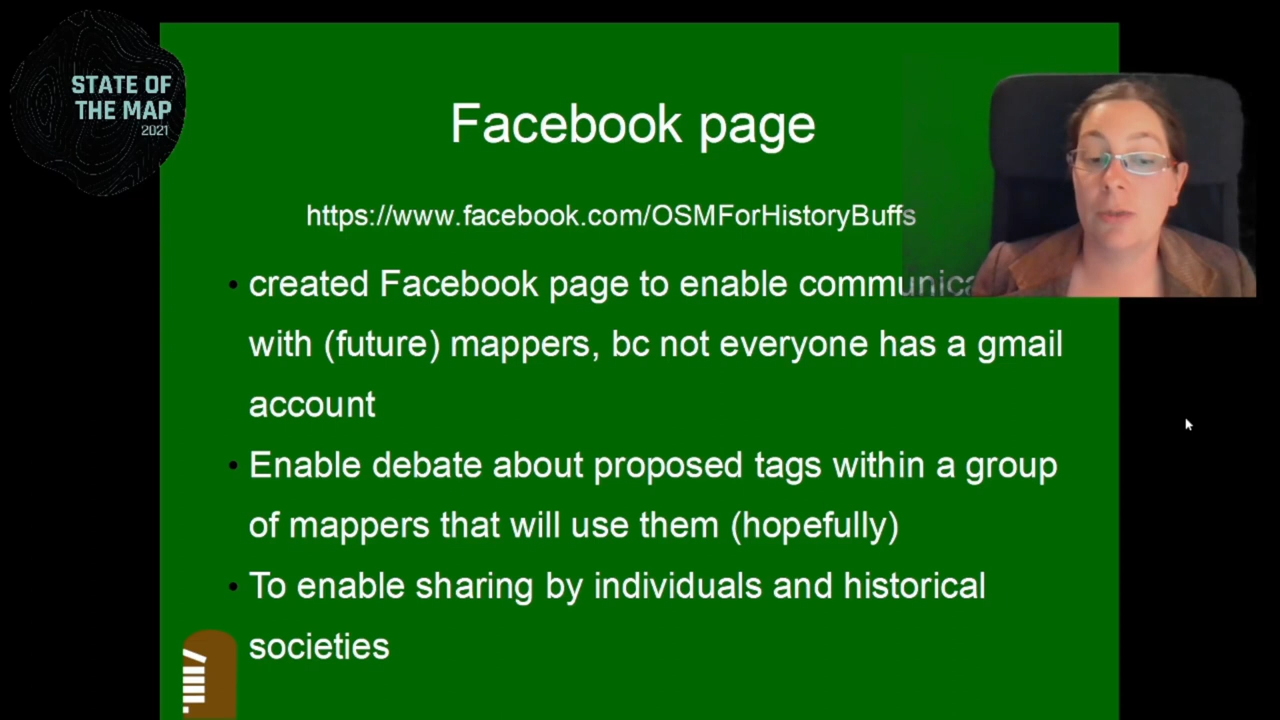 STATE OF
THE MAP
2021
Facebook page
https://www.facebook.com/OSMForHistoryBuffs
• created Facebook page to enable
with (future) mappers, bc not everyone has a gmail
account
• Enable debate about proposed tags within a group
of mappers that will use them (hopefully)
• To enable sharing by individuals and historical
societies